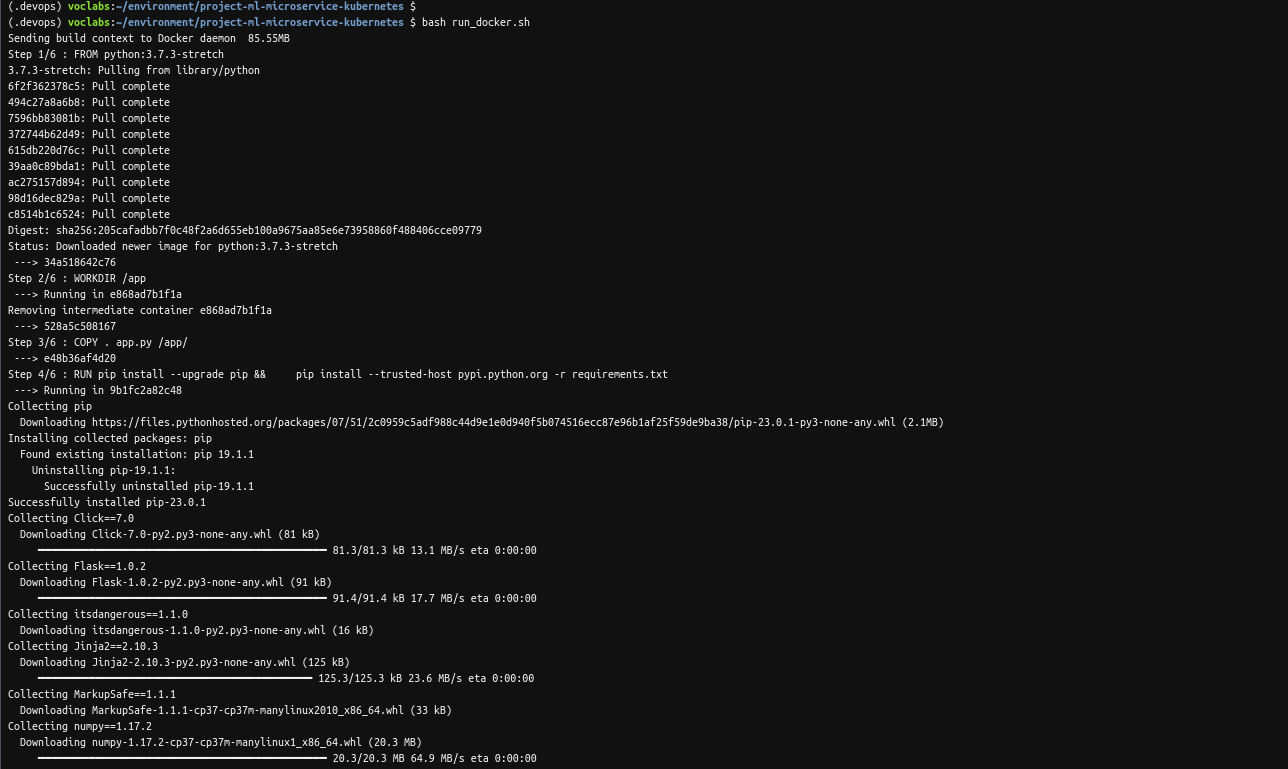 (.devops) voclabs:~/environment/project-ml-microservice-kubernetes $
(.devops) voclabs:~/environment/project-ml-microservice-kubernetes $ bash run_docker.sh
Sending build context to Docker daemon  85.55MB
Step 1/6 : FROM python:3.7.3-stretch
3.7.3-stretch: Pulling from library/python
6f2f362378c5: Pull complete
494c27a8a6b8: Pull complete
7596bb83081b: Pull complete
372744b62d49: Pull complete
615db220d76c: Pull complete
39aa0c89bda1: Pull complete
ac275157d894: Pull complete
98d16dec829a: Pull complete
c8514b1c6524: Pull complete
Digest: sha256:205cafadbb7f0c48f2a6d655eb100a9675aa85e6e73958860f488406cce09779
Status: Downloaded newer image for python:3.7.3-stretch
 ---> 34a518642c76
Step 2/6 : WORKDIR /app
 ---> Running in e868ad7b1f1a
Removing intermediate container e868ad7b1f1a
 ---> 528a5c508167
Step 3/6 : COPY . app.py /app/
 ---> e48b36af4d20
Step 4/6 : RUN pip install --upgrade pip &&     pip install --trusted-host pypi.python.org -r requirements.txt
 ---> Running in 9b1fc2a82c48
Collecting pip
  Downloading https://files.pythonhosted.org/packages/07/51/2c0959c5adf988c44d9e1e0d940f5b074516ecc87e96b1af25f59de9ba38/pip-23.0.1-py3-none-any.whl (2.1MB)
Installing collected packages: pip
  Found existing installation: pip 19.1.1
    Uninstalling pip-19.1.1:
      Successfully uninstalled pip-19.1.1
Successfully installed pip-23.0.1
Collecting Click==7.0
  Downloading Click-7.0-py2.py3-none-any.whl (81 kB)
81.3/81.3 kB 13.1 MB/s eta 0:00:00
Collecting Flask==1.0.2
  Downloading Flask-1.0.2-py2.py3-none-any.whl (91 kB)
91.4/91.4 kB 17.7 MB/s eta 0:00:00
Collecting itsdangerous==1.1.0
  Downloading itsdangerous-1.1.0-py2.py3-none-any.whl (16 kB)
Collecting Jinja2==2.10.3
  Downloading Jinja2-2.10.3-py2.py3-none-any.whl (125 kB)
125.3/125.3 kB 23.6 MB/s eta 0:00:00
Collecting MarkupSafe==1.1.1
  Downloading MarkupSafe-1.1.1-cp37-cp37m-manylinux2010_x86_64.whl (33 kB)
Collecting numpy==1.17.2
  Downloading numpy-1.17.2-cp37-cp37m-manylinux1_x86_64.whl (20.3 MB)
20.3/20.3 MB 64.9 MB/s eta 0:00:00